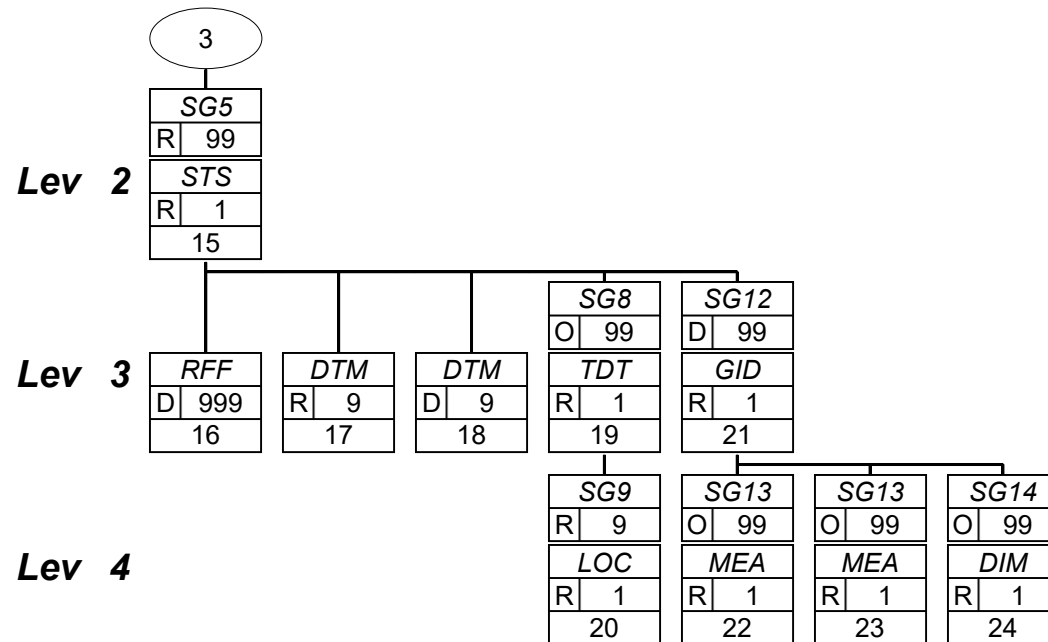 3
SG5
R 99
Lev 2
STS
R 1
15
SG8 SG12
O 99 D 99
Lev 3
RFF DTM DTM TDT GID
D 999 R 9 D 9 R 1 R 1
16 17 18 19 21
SG9 SG13 SG13 SG14
R 9 O 99 O 99 O 99
Lev 4
LOC MEA MEA DIM
R 1 R 1 R 1 R 1
20 22 23 24